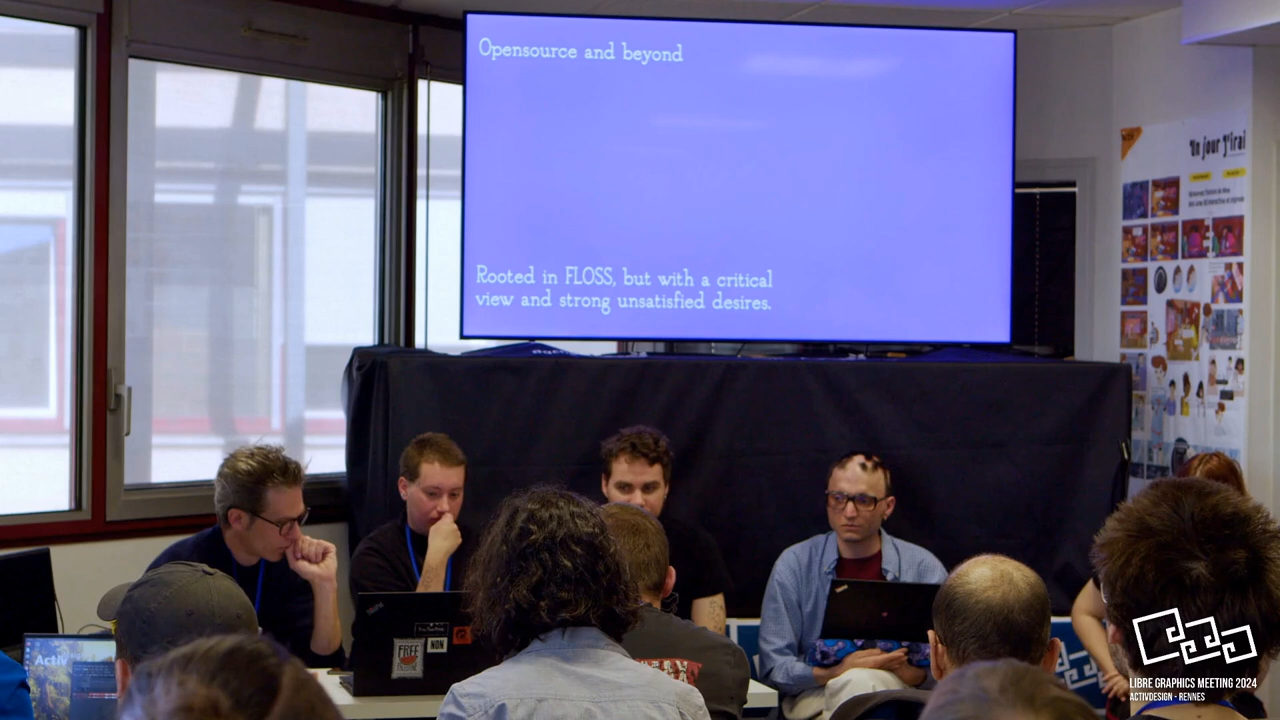 Opensource and beyond
Rooted in FLOSS, but with a critical
view and strong unsatisfied desires.
Un jour J'irai
FREE
NON
Activ
LIBRE GRAPHICS MEETING 2024
ACTIVDESIGN - RENNES